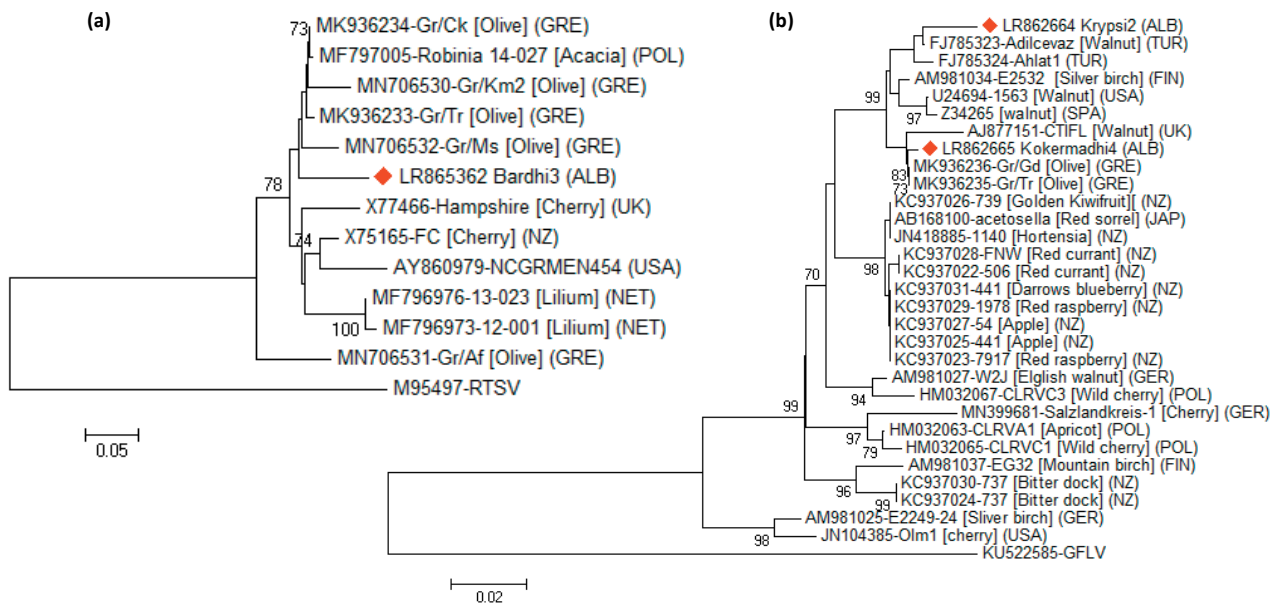 (a)
73
MK936234-Gr/Ck [Olive] (GRE)
MF797005-Robinia 14-027 [Acacia] (POL)
MN706530-Gr/Km2 [Olive] (GRE)
MK936233-Gr/Tr [Olive] (GRE)
MN706532-Gr/Ms [Olive] (GRE)
LR865362 Bardhi3 (ALB)
78
X77466-Hampshire [Cherry] (UK)
74
X75165-FC [Cherry] (NZ)
AY860979-NCGRMEN454 (USA)
MF796976-13-023 [Lilium] (NET)
100
MF796973-12-001 [Lilium] (NET)
MN706531-Gr/Af [Olive] (GRE)
M95497-RTSV
0.05
(b)
LR862664 Krypsi2 (ALB)
FJ785323-Adilcevaz [Walnut] (TUR)
FJ785324-Ahlat1 (TUR)
99
AM981034-E2532 [Silver birch] (FIN)
U24694-1563 [Walnut] (USA)
97
Z34265 [walnut] (SPA)
AJ877151-CTIFL [Walnut] (UK)
LR862665 Kokermadhi4 (ALB)
83
MK936236-Gr/Gd [Olive] (GRE)
73
MK936235-Gr/Tr [Olive] (GRE)
KC937026-739 [Golden Kiwifruit][ (NZ)
AB168100-acetosella [Red sorrel] (JAP)
JN418885-1140 [Hortensia] (NZ)
KC937028-FNW [Red currant] (NZ)
98
KC937022-506 [Red currant] (NZ)
70
KC937031-441 [Darrows blueberry] (NZ)
KC937029-1978 [Red raspberry] (NZ)
KC937027-54 [Apple] (NZ)
KC937025-441 [Apple] (NZ)
KC937023-7917 [Red raspberry] (NZ)
AM981027-W2J [Elglish walnut] (GER)
94
HM032067-CLRVC3 [Wild cherry] (POL)
99
MN399681-Salzlandkreis-1 [Cherry] (GER)
97
HM032063-CLRVA1 [Apricot] (POL)
79
HM032065-CLRVC1 [Wild cherry] (POL)
AM981037-EG32 [Mountain birch] (FIN)
96
KC937030-737 [Bitter dock] (NZ)
99
KC937024-737 [Bitter dock] (NZ)
AM981025-E2249-24 [Sliver birch] (GER)
98
JN104385-Olm1 [cherry] (USA)
KU522585-GFLV
0.02